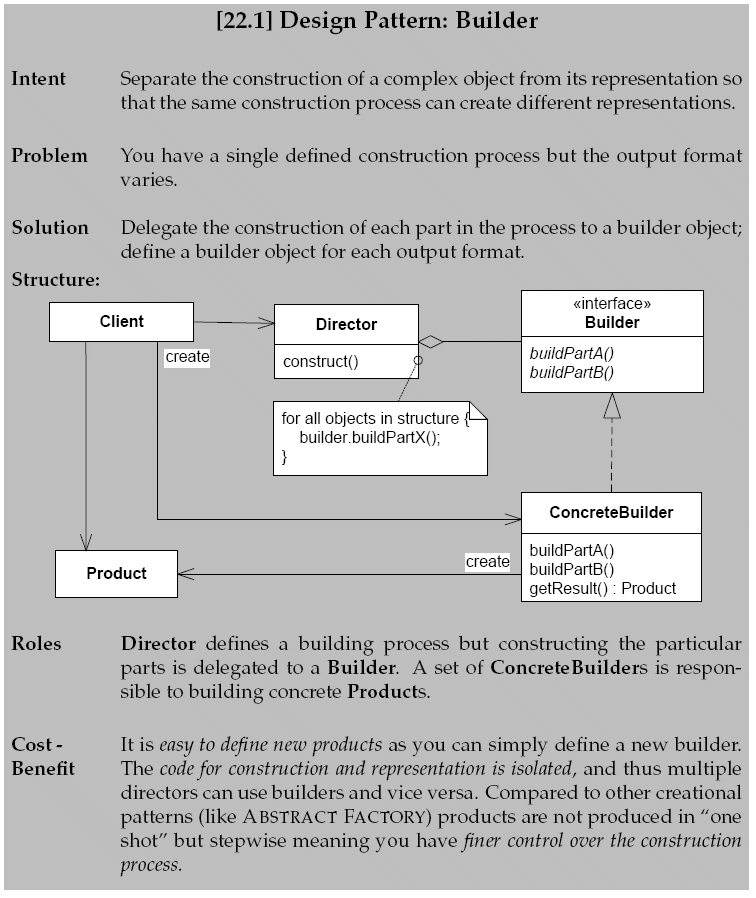 [22.1] Design Pattern: Builder
Intent Separate the construction of a complex object from its representation so
that the same construction process can create different representations.
Problem You have a single defined construction process but the output format
varies.
Solution Delegate the construction of each part in the process to a builder object;
define a builder object for each output format.
Structure:
Client
Director
construct()
«interface»
Builder
buildPartA()
buildPartB()
create
for all objects in structure {
builder.buildPartX();
}
ConcreteBuilder
buildPartA()
buildPartB()
getResult() : Product
create
Product
Roles Director defines a building process but constructing the particular
parts is delegated to a Builder. A set of ConcreteBuilders is respon-
sible to building concrete Products.
Cost - It is easy to define new products as you can simply define a new builder.
Benefit The code for construction and representation is isolated, and thus multiple
directors can use builders and vice versa. Compared to other creational
patterns (like ABSTRACT FACTORY) products are not produced in “one
shot” but stepwise meaning you have finer control over the construction
process.